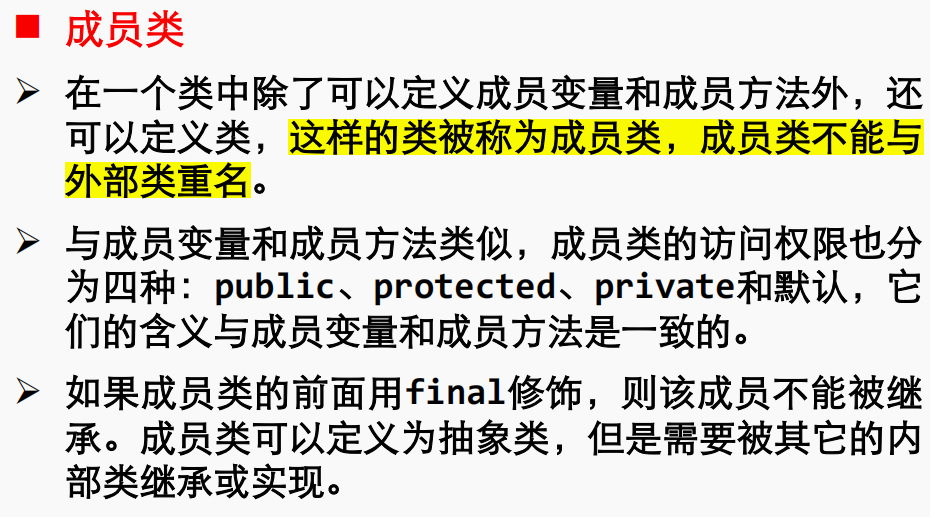 ■ 成员类
➢ 在一个类中除了可以定义成员变量和成员方法外，还
可以定义类，这样的类被称为成员类，成员类不能与
外部类重名。
➢ 与成员变量和成员方法类似，成员类的访问权限也分
为四种：public、protected、private和默认，它
们的含义与成员变量和成员方法是一致的。
➢ 如果成员类的前面用final修饰，则该成员不能被继
承。成员类可以定义为抽象类，但是需要被其它的内
部类继承或实现。